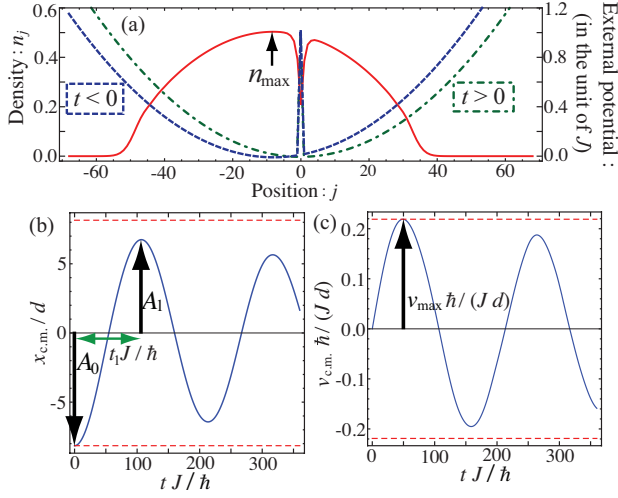 (a)
Density : n_j
0.6
0.4
0.2
0.0
t < 0
n_max
t > 0
1.2
0.8
0.4
0.0
External potential :
(in the unit of J)
-60 -40 -20 0 20 40 60
Position : j
(b)
x_c.m. / d
5
0
-5
A_0
A_1
t_1 J / ħ
0 100 200 300
t J / ħ
(c)
v_c.m. ħ / (J d)
0.2
0.1
0.0
-0.1
-0.2
v_max ħ / (J d)
0 100 200 300
t J / ħ